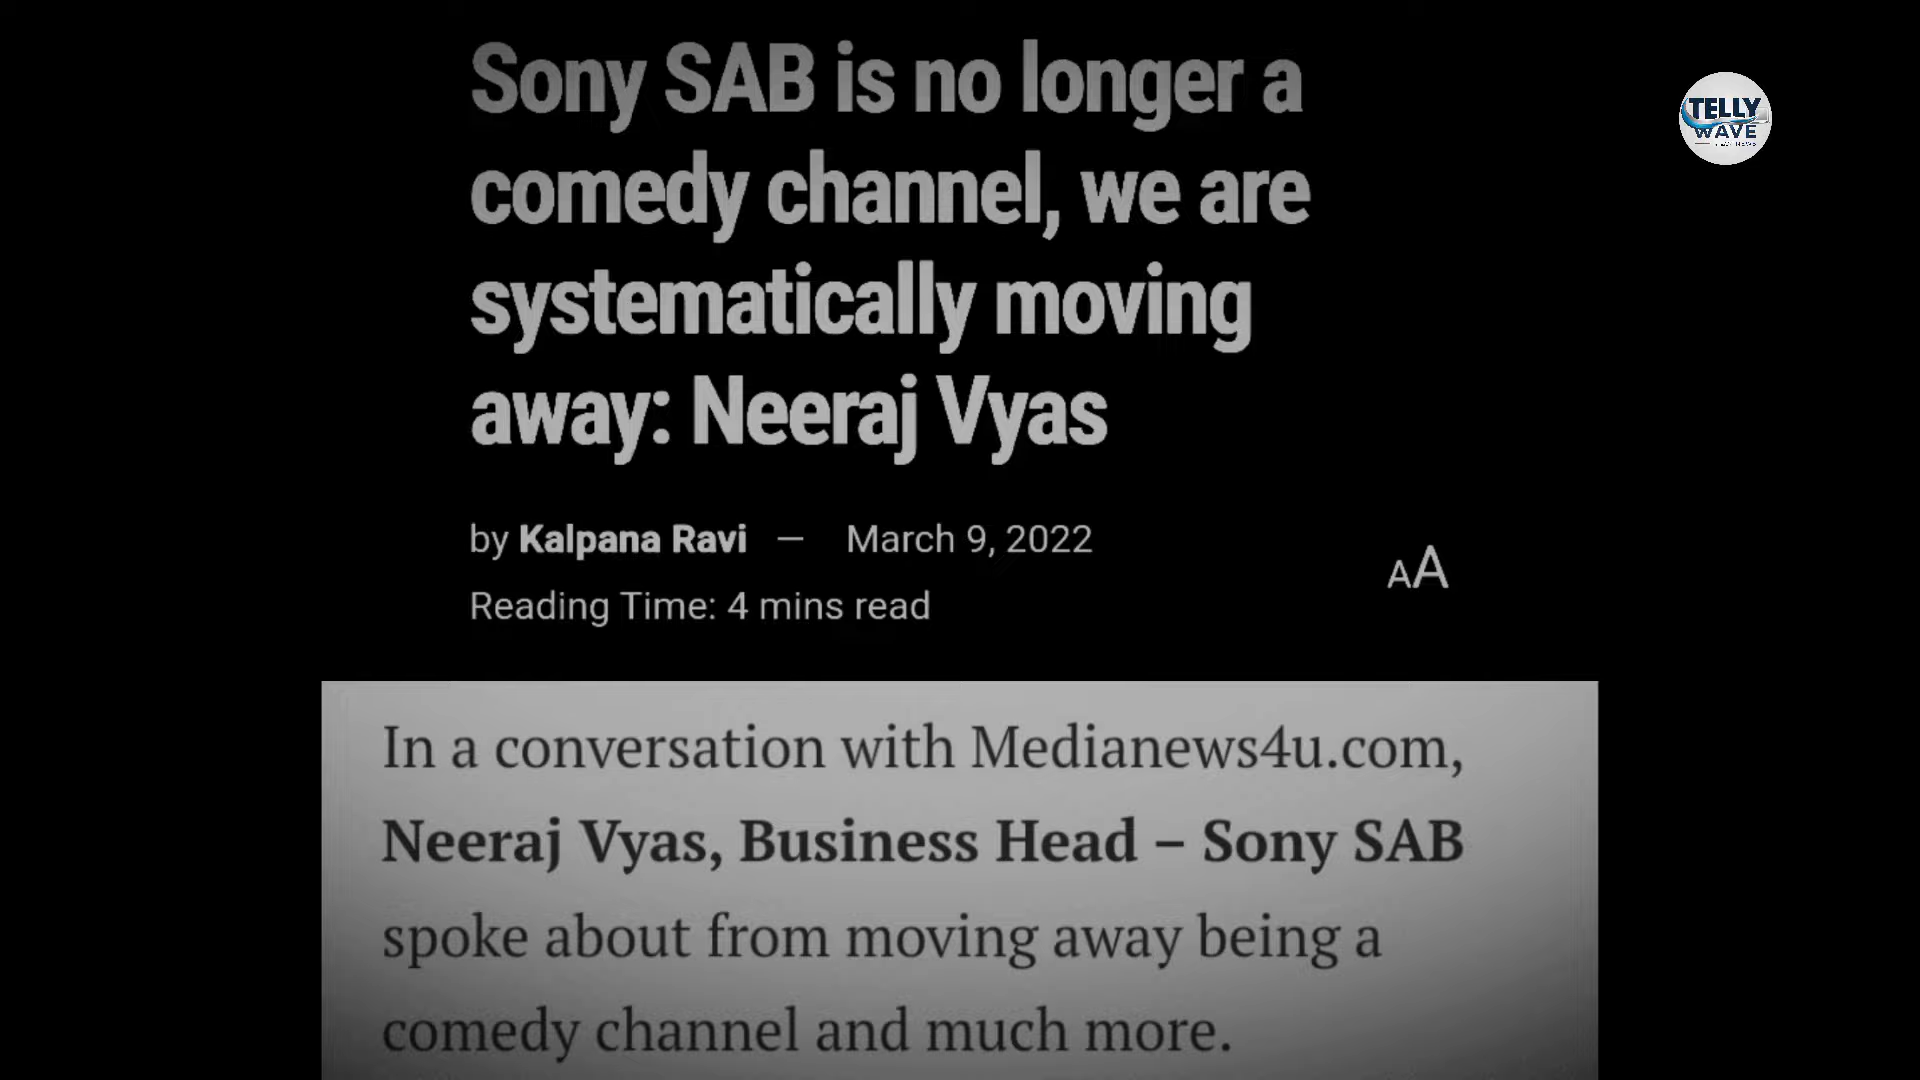 Sony SAB is no longer a
comedy channel, we are
systematically moving
away: Neeraj Vyas
by Kalpana Ravi — March 9, 2022
Reading Time: 4 mins read
AA
In a conversation with Medianews4u.com,
Neeraj Vyas, Business Head – Sony SAB
spoke about from moving away being a
comedy channel and much more.
TELLY
WAVE